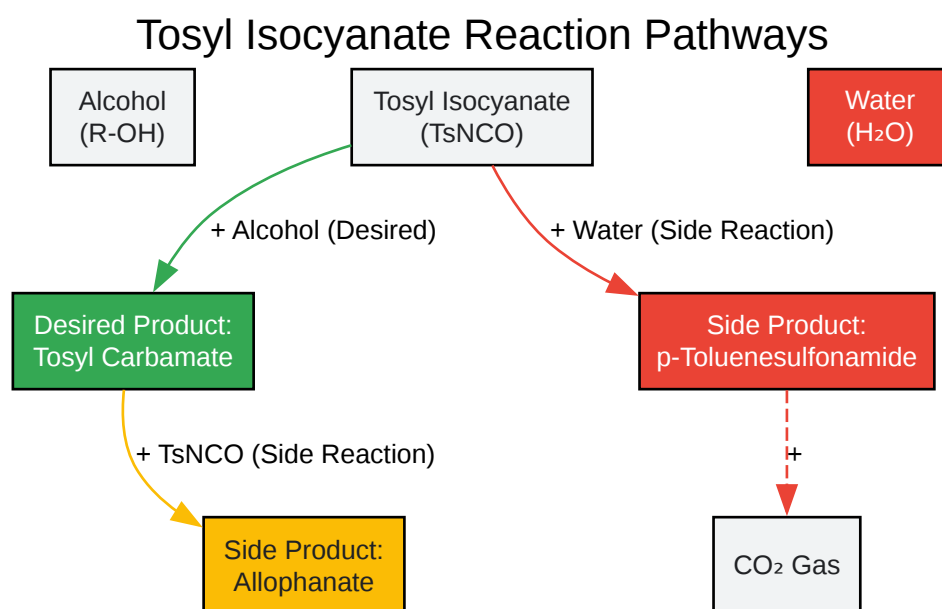 Tosyl Isocyanate Reaction Pathways
Alcohol
(R-OH)
Tosyl Isocyanate
(TsNCO)
Water
(H₂O)
+ Alcohol (Desired)
+ Water (Side Reaction)
Desired Product:
Tosyl Carbamate
Side Product:
p-Toluenesulfonamide
+ TsNCO (Side Reaction)
+
Side Product:
Allophanate
CO₂ Gas